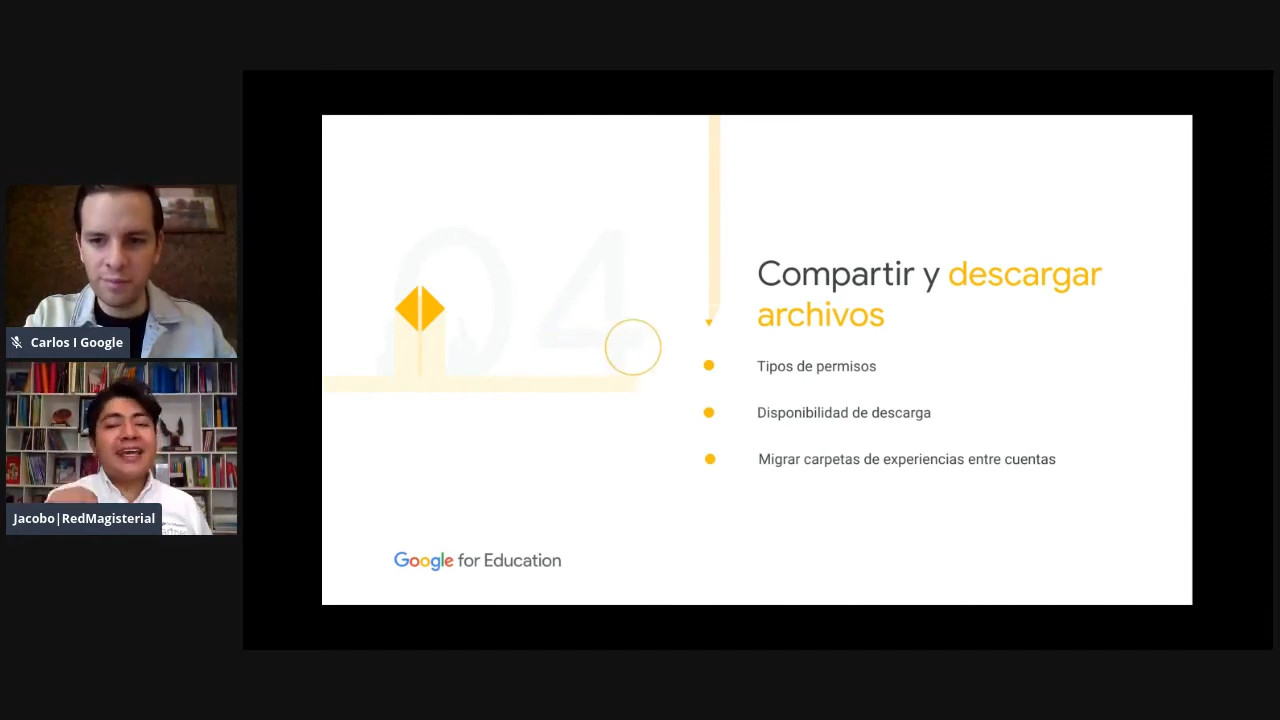 Carlos I Google
Jacobo|RedMagisterial
04
Compartir y descargar
archivos
Tipos de permisos
Disponibilidad de descarga
Migrar carpetas de experiencias entre cuentas
Google for Education